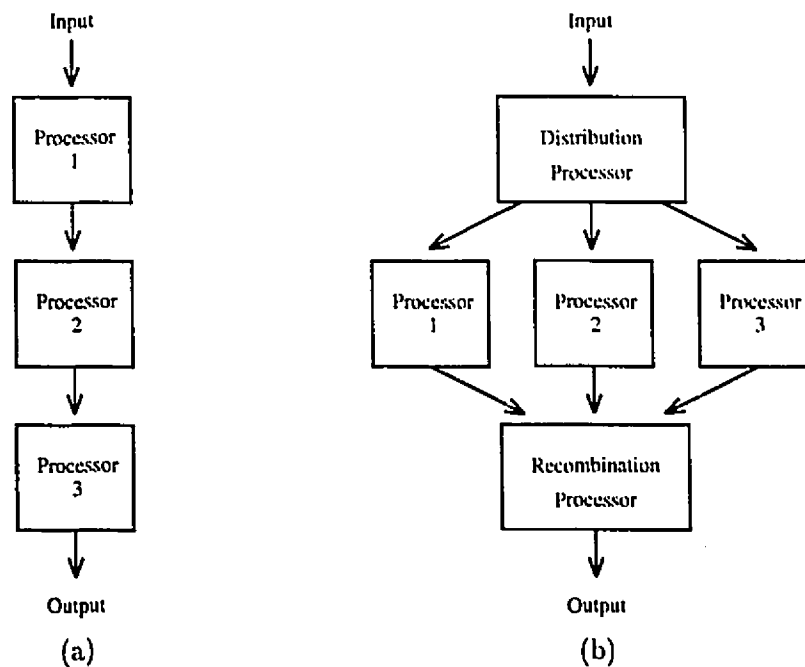 Input
Processor
1
Processor
2
Processor
3
Output
(a)
Input
Distribution
Processor
Processor
1
Processor
2
Processor
3
Recombination
Processor
Output
(b)